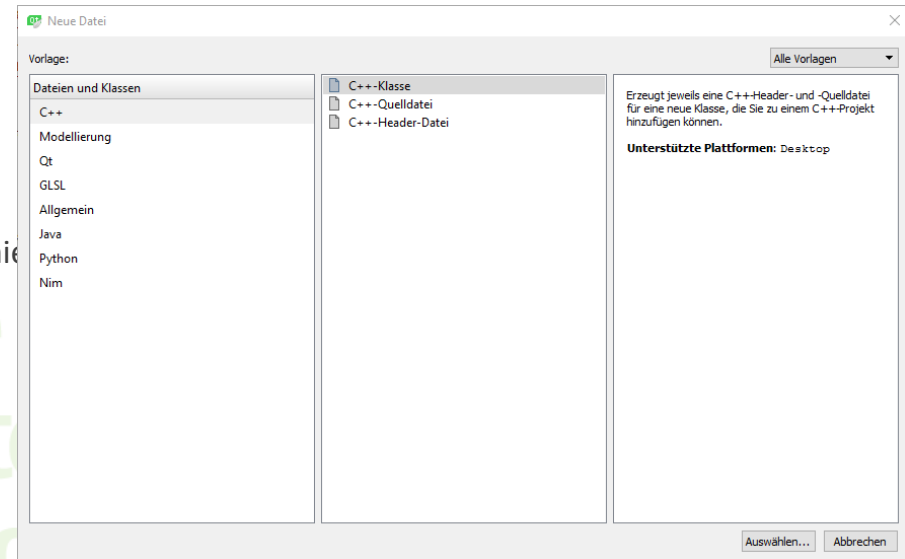 Neue Datei
Vorlage:
Alle Vorlagen
Dateien und Klassen
C++
Modellierung
Qt
GLSL
Allgemein
Java
Python
Nim
C++-Klasse
C++-Quelldatei
C++-Header-Datei
Erzeugt jeweils eine C++-Header- und -Quelldatei
für eine neue Klasse, die Sie zu einem C++-Projekt
hinzufügen können.
Unterstützte Plattformen: Desktop
Auswählen...
Abbrechen